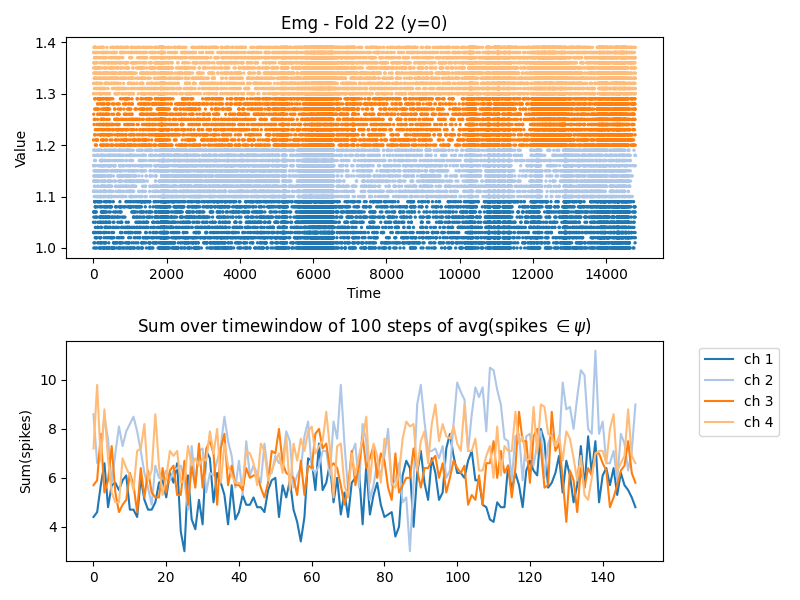 Emg - Fold 22 (y=0)
1.4
1.3
1.2
1.1
1.0
Value
0 2000 4000 6000 8000 10000 12000 14000
Time
Sum over timewindow of 100 steps of avg(spikes ∈ψ)
10
8
6
4
Sum(spikes)
0 20 40 60 80 100 120 140
ch 1
ch 2
ch 3
ch 4